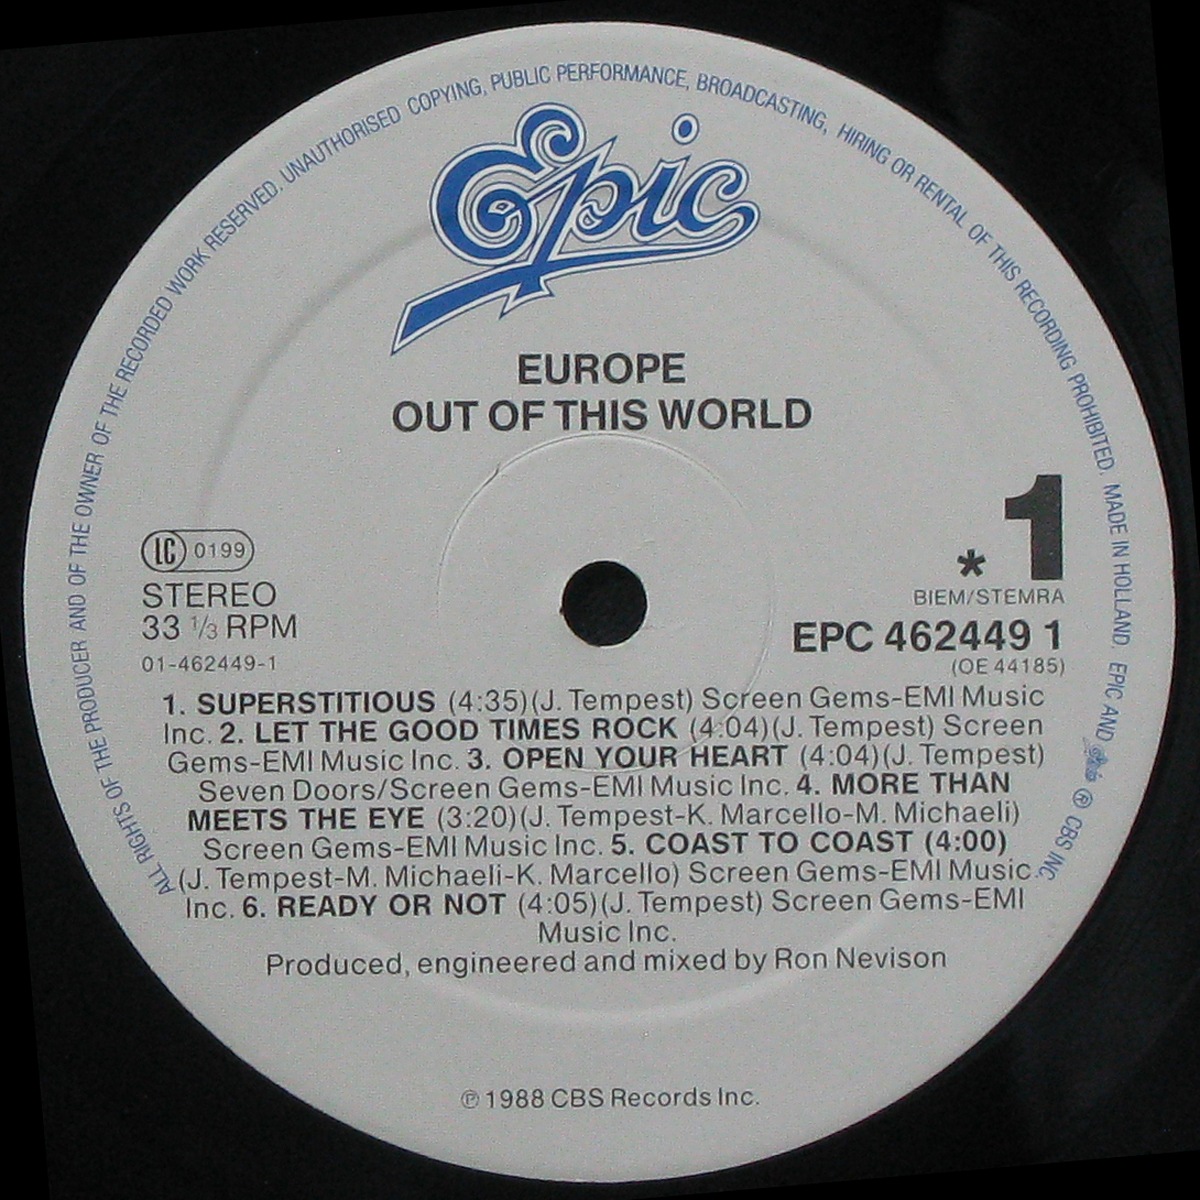 ALL RIGHTS OF THE PRODUCER AND OF THE OWNER OF THE RECORDED WORK RESERVED. UNAUTHORISED COPYING, PUBLIC PERFORMANCE, BROADCASTING, HIRING OR RENTAL OF THIS RECORDING PROHIBITED. MADE IN HOLLAND. EPIC AND Epic ® CBS INC.
Epic
EUROPE
OUT OF THIS WORLD
LC 0199
STEREO
33 1/3 RPM
01-462449-1
* 1
BIEM/STEMRA
EPC 462449 1
(OE 44185)
1. SUPERSTITIOUS (4:35)(J. Tempest) Screen Gems-EMI Music
Inc. 2. LET THE GOOD TIMES ROCK (4:04)(J. Tempest) Screen
Gems-EMI Music Inc. 3. OPEN YOUR HEART (4:04)(J. Tempest)
Seven Doors/Screen Gems-EMI Music Inc. 4. MORE THAN
MEETS THE EYE (3:20)(J. Tempest-K. Marcello-M. Michaeli)
Screen Gems-EMI Music Inc. 5. COAST TO COAST (4:00)
(J. Tempest-M. Michaeli-K. Marcello) Screen Gems-EMI Music
Inc. 6. READY OR NOT (4:05)(J. Tempest) Screen Gems-EMI
Music Inc.
Produced, engineered and mixed by Ron Nevison
℗ 1988 CBS Records Inc.